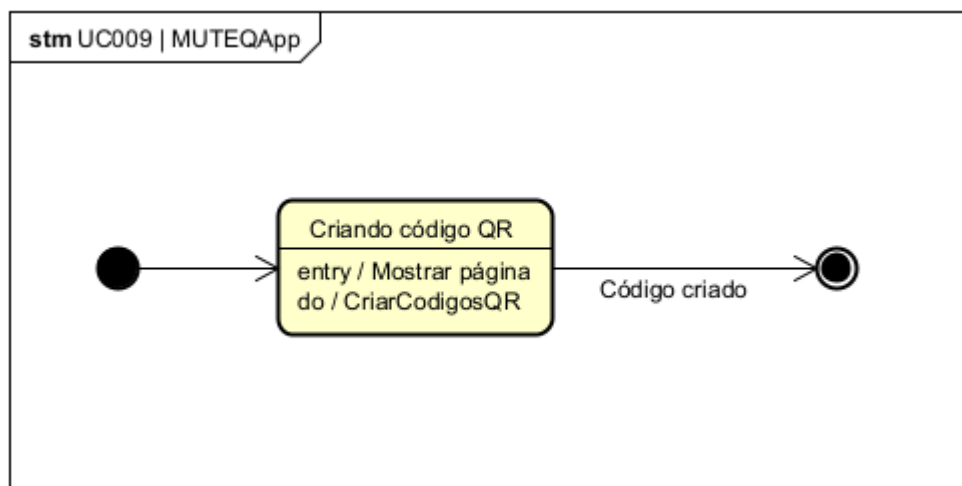 stm UC009 | MUTEQApp
Criando código QR
entry / Mostrar página
do / CriarCodigosQR
Código criado